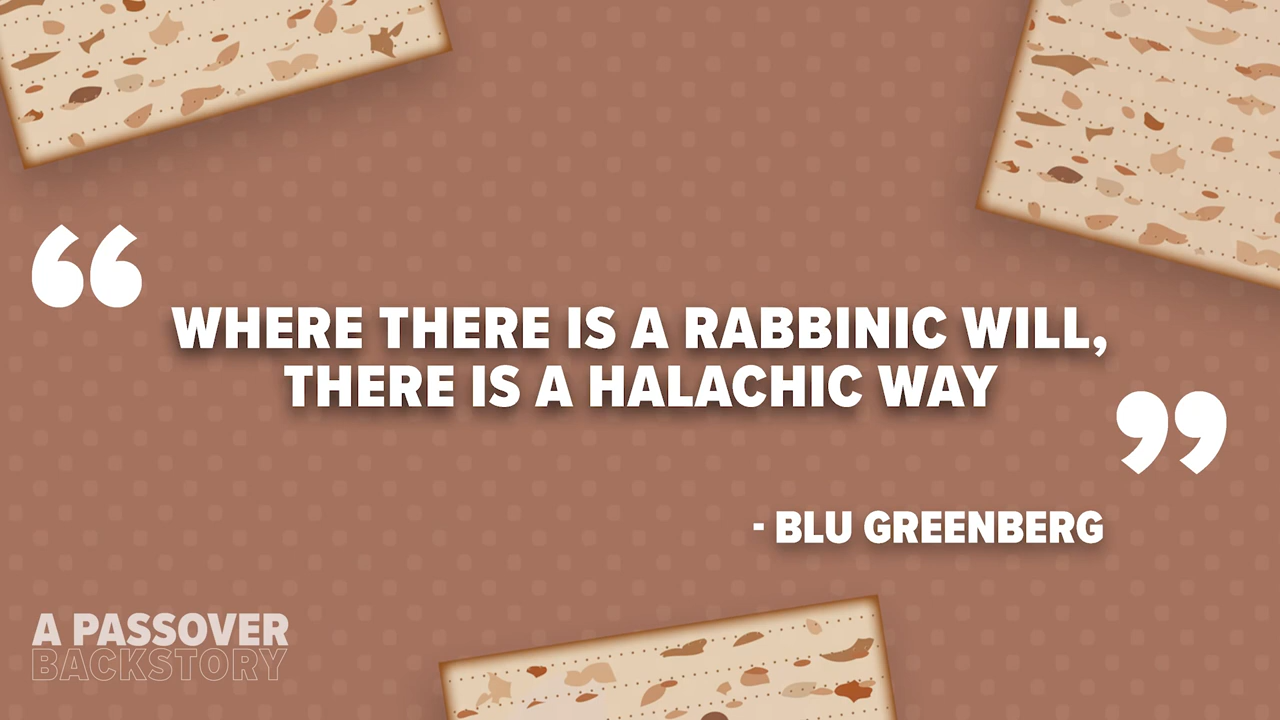 “WHERE THERE IS A RABBINIC WILL,
THERE IS A HALACHIC WAY”
- BLU GREENBERG
A PASSOVER
BACKSTORY